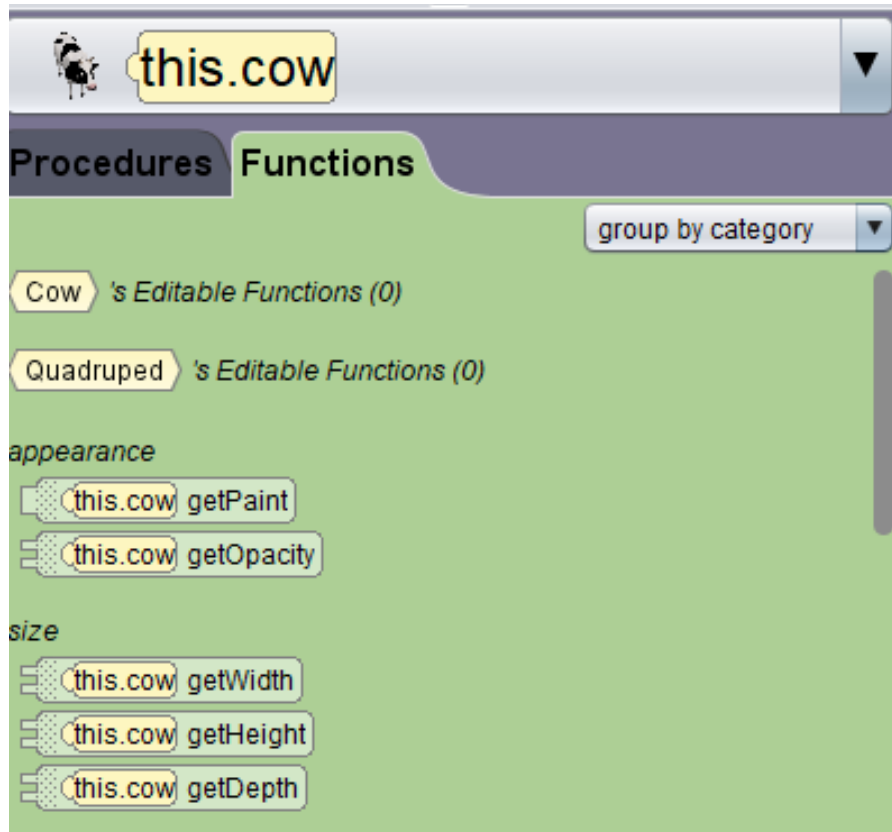 this.cow
Procedures Functions
group by category
Cow 's Editable Functions (0)
Quadruped 's Editable Functions (0)
appearance
this.cow getPaint
this.cow getOpacity
size
this.cow getWidth
this.cow getHeight
this.cow getDepth